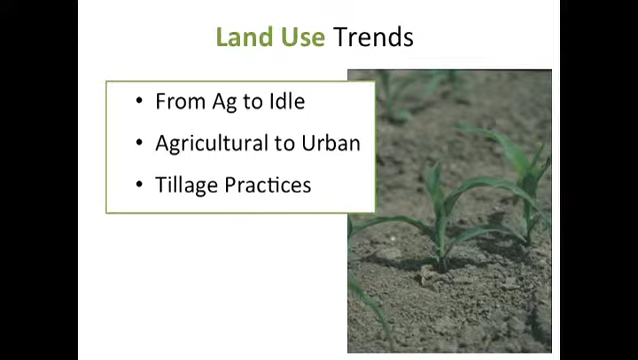 Land Use Trends
• From Ag to Idle
• Agricultural to Urban
• Tillage Practices